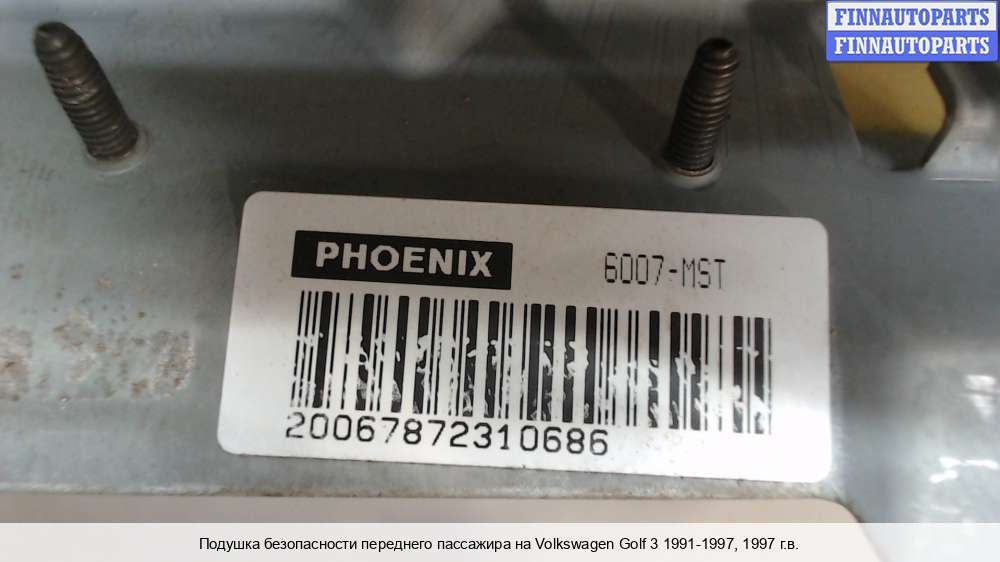 FINNAUTOPARTS
FINNAUTOPARTS
PHOENIX 6007-MST
20067872310686
Подушка безопасности переднего пассажира на Volkswagen Golf 3 1991-1997, 1997 г.в.